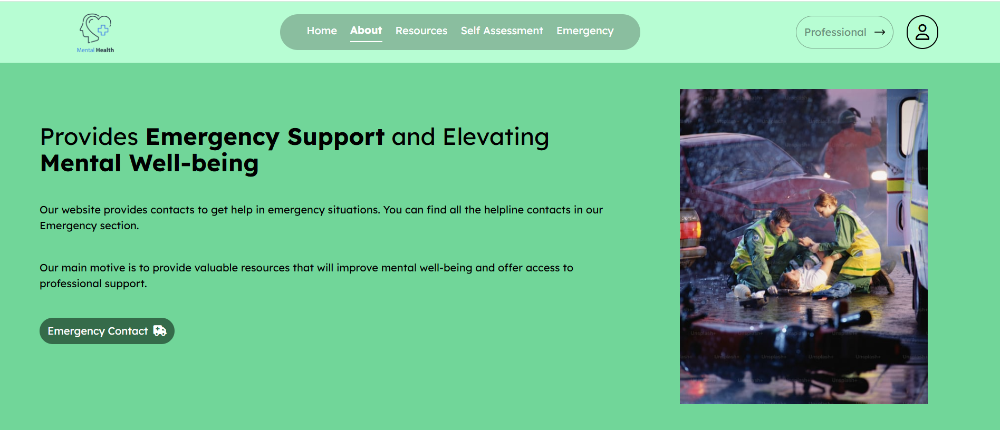 Mental Health
Home About Resources Self Assessment Emergency
Professional
Provides Emergency Support and Elevating
Mental Well-being
Our website provides contacts to get help in emergency situations. You can find all the helpline contacts in our
Emergency section.
Our main motive is to provide valuable resources that will improve mental well-being and offer access to
professional support.
Emergency Contact
Unsplash+